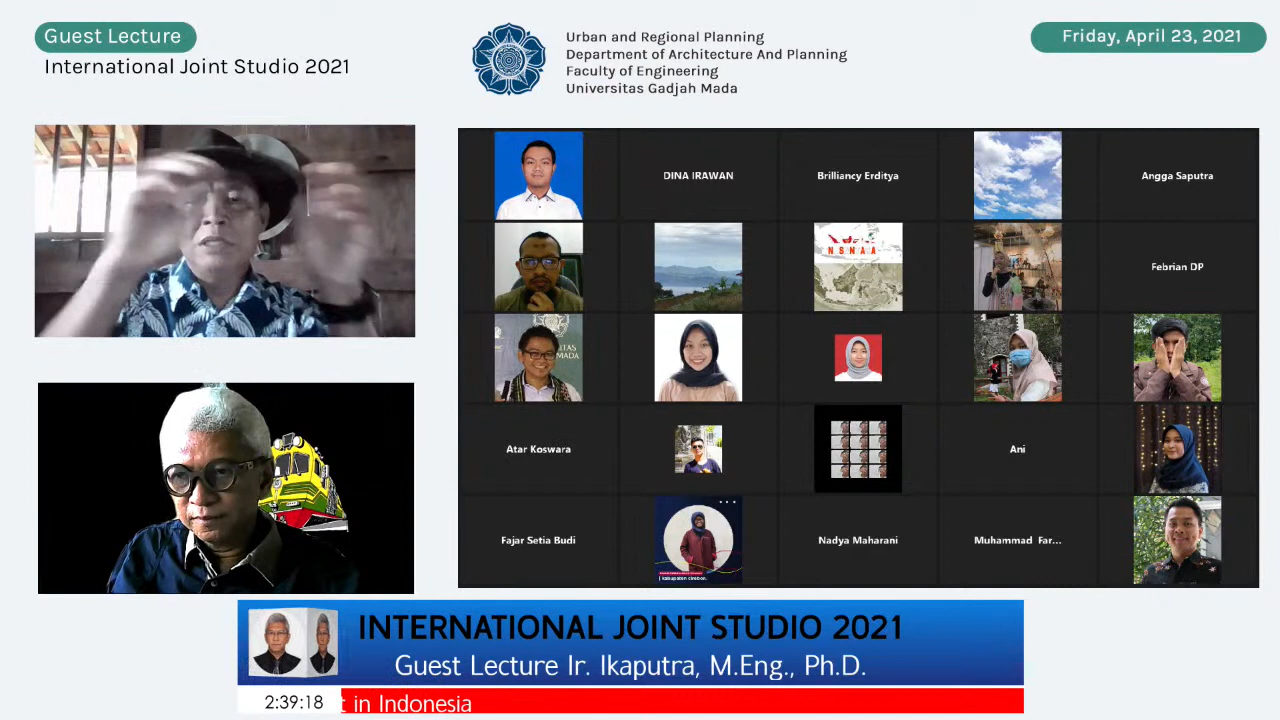 Guest Lecture
International Joint Studio 2021
Urban and Regional Planning
Department of Architecture And Planning
Faculty of Engineering
Universitas Gadjah Mada
Friday, April 23, 2021
DINA IRAWAN
Brilliancy Erditya
Angga Saputra
Febrian DP
Atar Koswara
Ani
Fajar Setia Budi
kabupaten cirebon.
Nadya Maharani
Muhammad Far...
INTERNATIONAL JOINT STUDIO 2021
Guest Lecture Ir. Ikaputra, M.Eng., Ph.D.
2:39:18
t in Indonesia